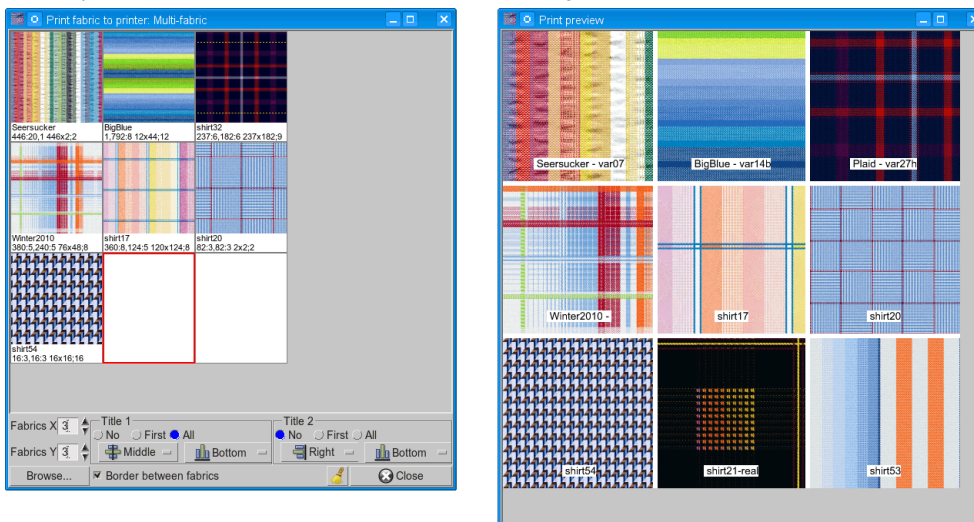 Print fabric to printer: Multi-fabric
Seersucker
446:20,1 446x2;2
BigBlue
1,792:8 12x44;12
shirt32
237:6,182:6 237x182;9
Winter2010
380:5,240:5 76x48;8
shirt17
360:8,124:5 120x124;8
shirt20
82:3,82:3 2x2;2
shirt54
16:3,16:3 16x16;16
Fabrics X 3
Title 1
No First All
Title 2
No First All
Fabrics Y 3
Middle Bottom
Right Bottom
Browse... Border between fabrics Close
Print preview
Seersucker - var07
BigBlue - var14b
Plaid - var27h
Winter2010 -
shirt17
shirt20
shirt54
shirt21-real
shirt53